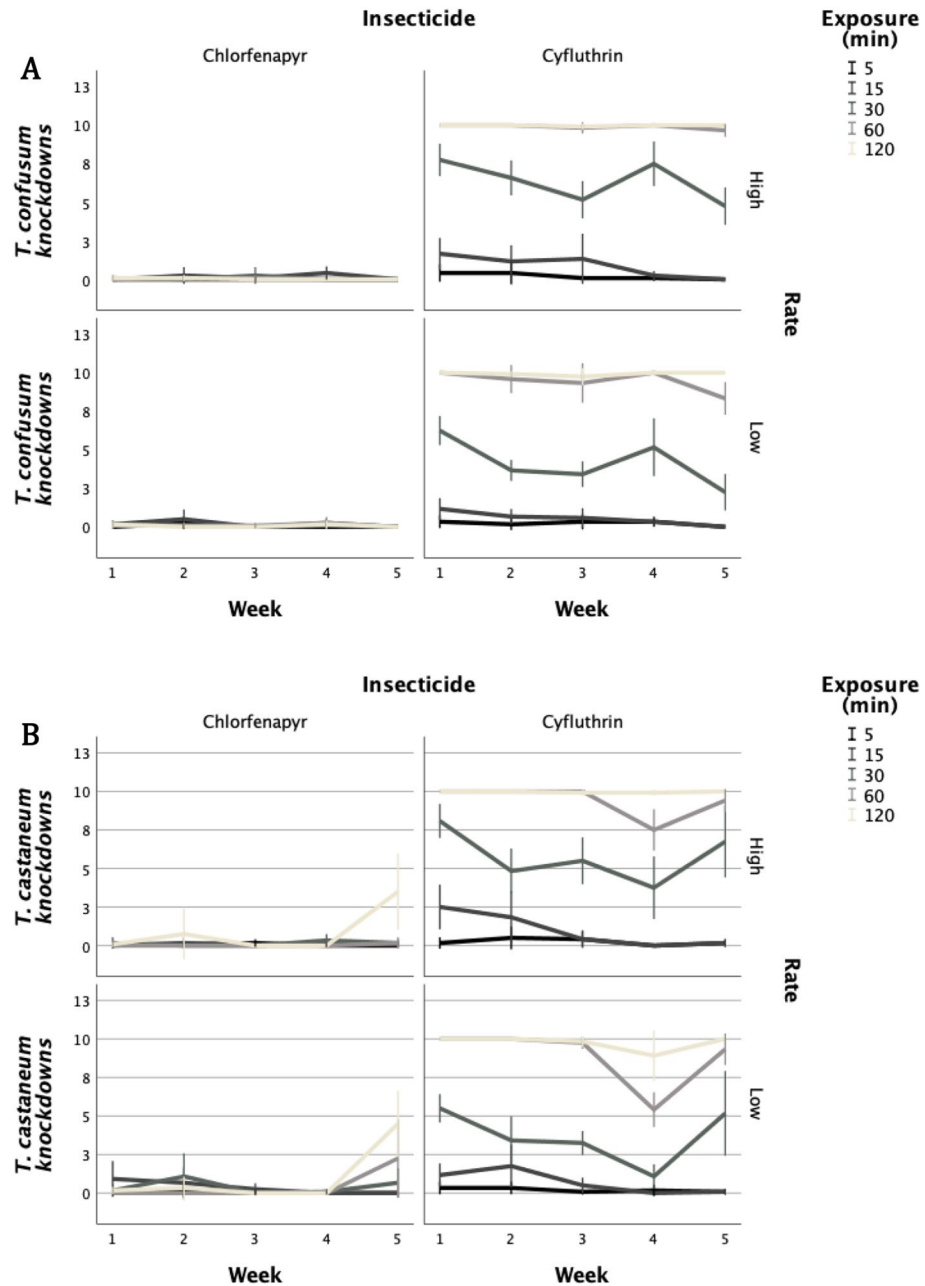 Insecticide
Exposure
(min)
Chlorfenapyr
Cyfluthrin
A
5
15
30
60
120
T. confusum
knockdowns
13
10
8
5
3
0
High
Rate
T. confusum
knockdowns
13
10
8
5
3
0
Low
1 2 3 4 5
1 2 3 4 5
Week
Week
Insecticide
Exposure
(min)
Chlorfenapyr
Cyfluthrin
B
5
15
30
60
120
T. castaneum
knockdowns
13
10
8
5
3
0
High
Rate
T. castaneum
knockdowns
13
10
8
5
3
0
Low
1 2 3 4 5
1 2 3 4 5
Week
Week